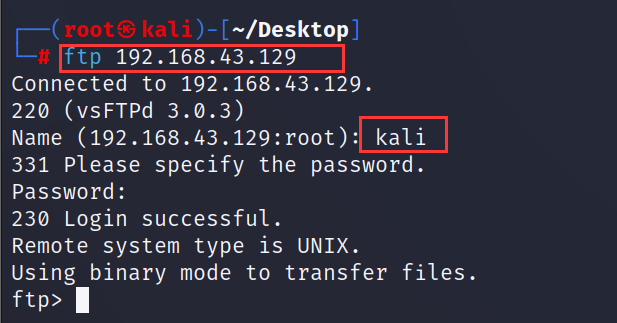 ┌──(root㉿kali)-[~/Desktop]
└─# ftp 192.168.43.129
Connected to 192.168.43.129.
220 (vsFTPd 3.0.3)
Name (192.168.43.129:root): kali
331 Please specify the password.
Password:
230 Login successful.
Remote system type is UNIX.
Using binary mode to transfer files.
ftp>